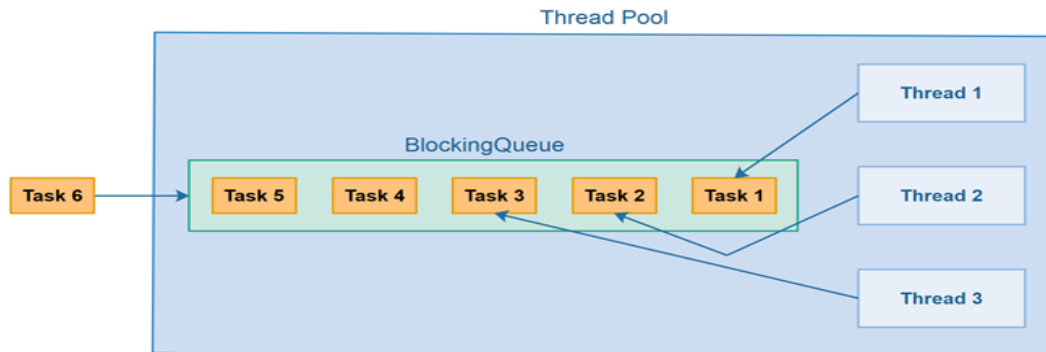 Thread Pool
Thread 1
BlockingQueue
Task 6
Task 5
Task 4
Task 3
Task 2
Task 1
Thread 2
Thread 3